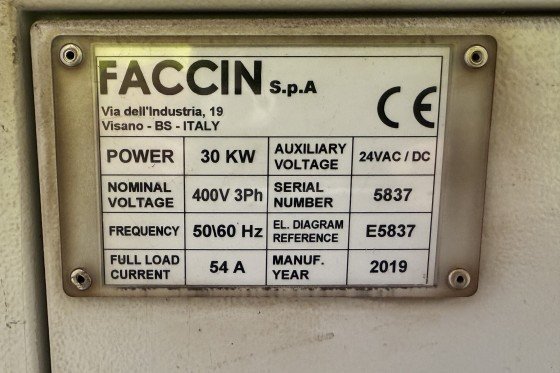 FACCIN S.p.A
Via dell'Industria, 19
Visano - BS - ITALY
CE
POWER 30 KW AUXILIARY VOLTAGE 24VAC / DC
NOMINAL VOLTAGE 400V 3Ph SERIAL NUMBER 5837
FREQUENCY 50\60 Hz EL. DIAGRAM REFERENCE E5837
FULL LOAD CURRENT 54 A MANUF. YEAR 2019